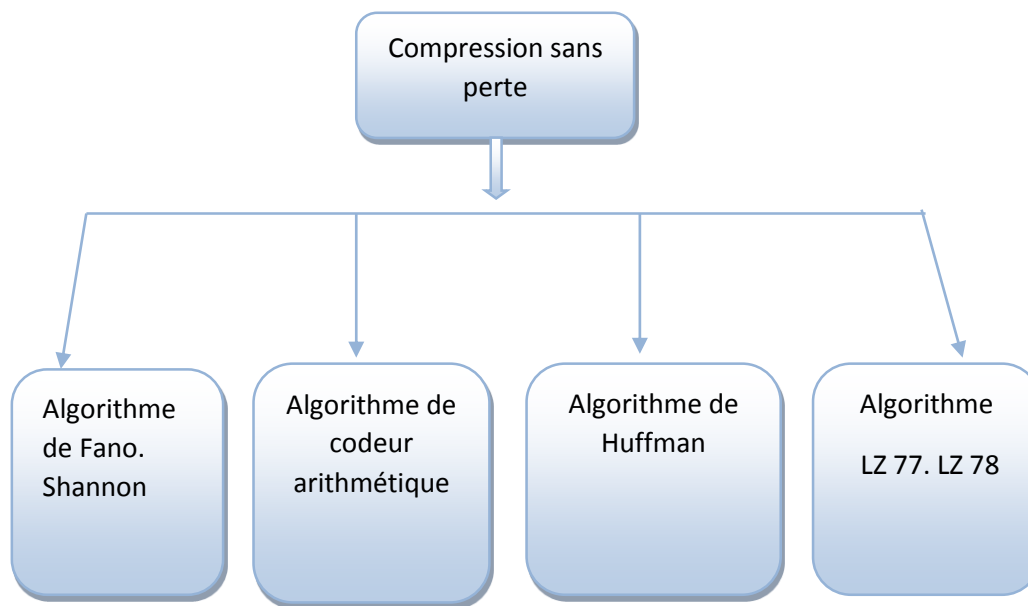 Compression sans
perte
Algorithme
de Fano.
Shannon
Algorithme de
codeur
arithmétique
Algorithme de
Huffman
Algorithme
LZ 77. LZ 78